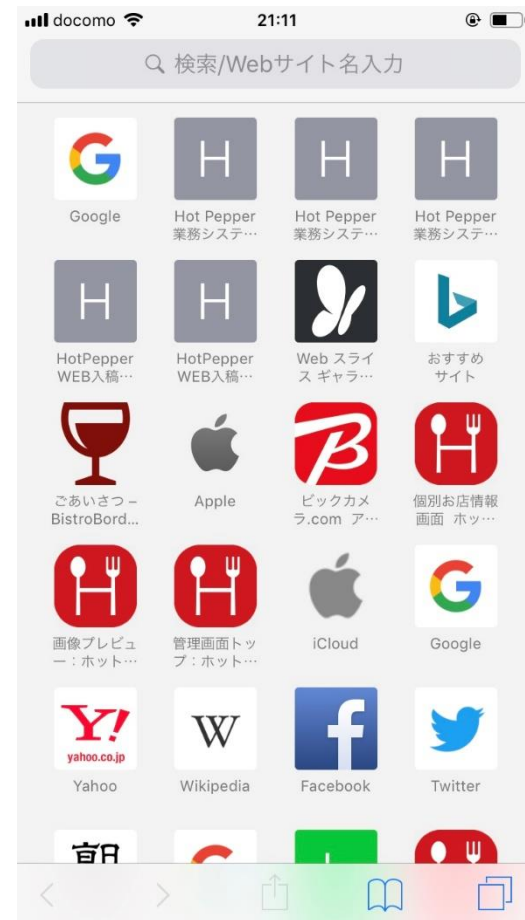 docomo 21:11
検索/Webサイト名入力
G H H H
Google Hot Pepper Hot Pepper Hot Pepper
業務システ… 業務システ… 業務システ…
H H
HotPepper HotPepper Web スライ おすすめ
WEB入稿… WEB入稿… ス ギャラ… サイト
B
ごあいさつ – Apple ビックカメ 個別お店情報
BistroBord... ラ.com ア… 画面 ホッ…
G
画像プレビュ 管理画面トッ iCloud Google
ー：ホット… プ：ホット…
Y! W f
yahoo.co.jp
Yahoo Wikipedia Facebook Twitter